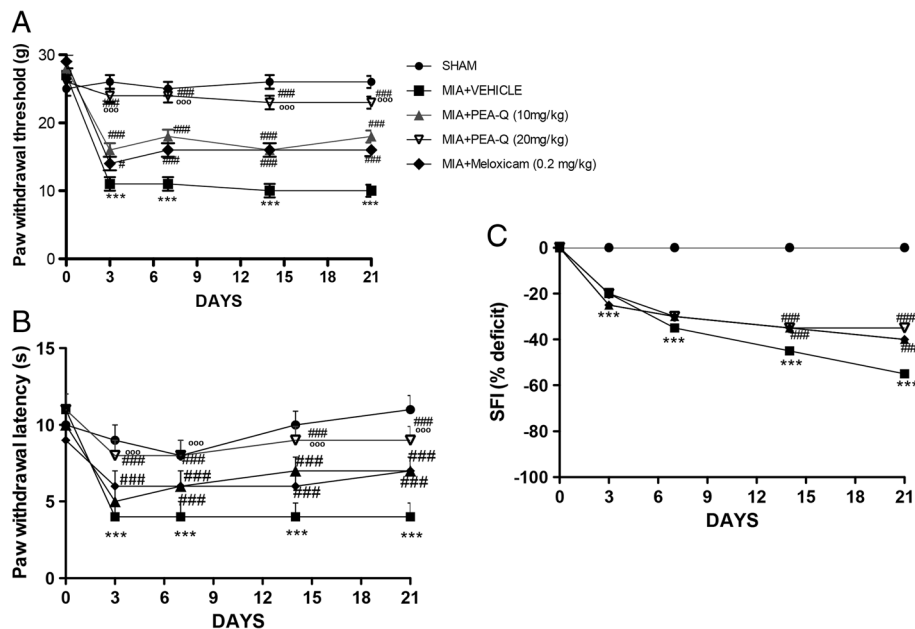 A
Paw withdrawal threshold (g)
30
20
10
0
0 3 6 9 12 15 18 21
DAYS
### ### ### ###
ooo ooo ooo ooo
### ### ### ###
# ### ### ###
*** *** *** ***
SHAM
MIA+VEHICLE
MIA+PEA-Q (10mg/kg)
MIA+PEA-Q (20mg/kg)
MIA+Meloxicam (0.2 mg/kg)
B
Paw withdrawal latency (s)
15
10
5
0
0 3 6 9 12 15 18 21
DAYS
ooo ooo ### ###
### ### ooo ooo
### ### ### ###
### ### ###
*** *** *** ***
C
SFI (% deficit)
0
-20
-40
-60
-80
-100
0 3 6 9 12 15 18 21
DAYS
### ###
### ###
*** *** *** ***